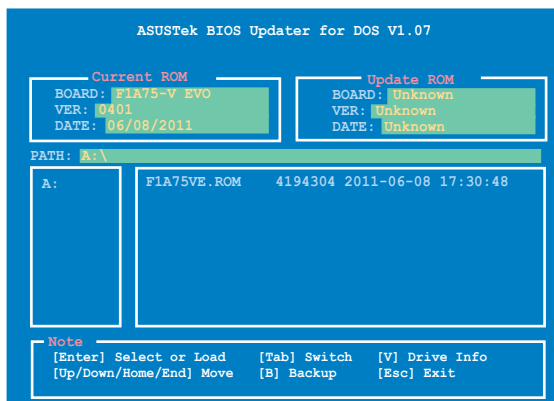 ASUSTek BIOS Updater for DOS V1.07
Current ROM
BOARD: F1A75-V EVO
VER: 0401
DATE: 06/08/2011
Update ROM
BOARD: Unknown
VER: Unknown
DATE: Unknown
PATH: A:\
A:
F1A75VE.ROM 4194304 2011-06-08 17:30:48
Note
[Enter] Select or Load [Tab] Switch [V] Drive Info
[Up/Down/Home/End] Move [B] Backup [Esc] Exit